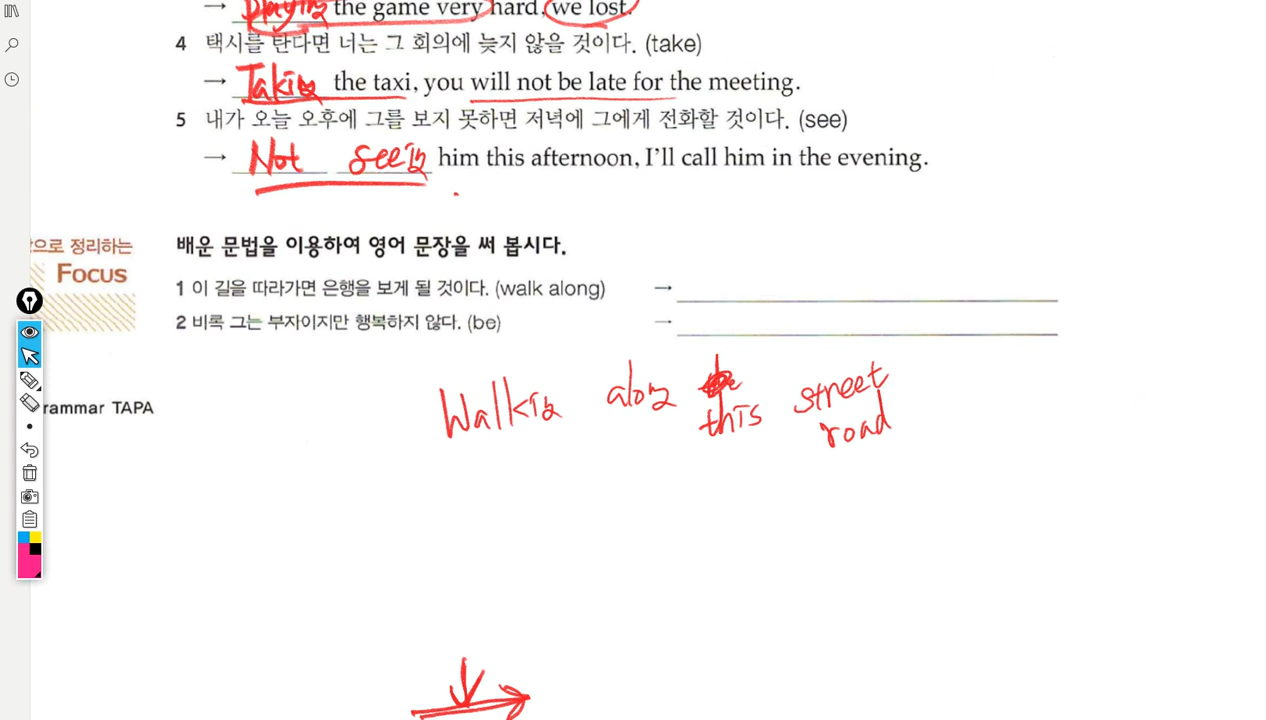 → playing the game very hard, we lost.
4 택시를 탄다면 너는 그 회의에 늦지 않을 것이다. (take)
→ Taking the taxi, you will not be late for the meeting.
5 내가 오늘 오후에 그를 보지 못하면 저녁에 그에게 전화할 것이다. (see)
→ Not seeing him this afternoon, I'll call him in the evening.
으로 정리하는
Focus
배운 문법을 이용하여 영어 문장을 써 봅시다.
1 이 길을 따라가면 은행을 보게 될 것이다. (walk along) →
2 비록 그는 부자이지만 행복하지 않다. (be) →
rammar TAPA
Walking along this street
road